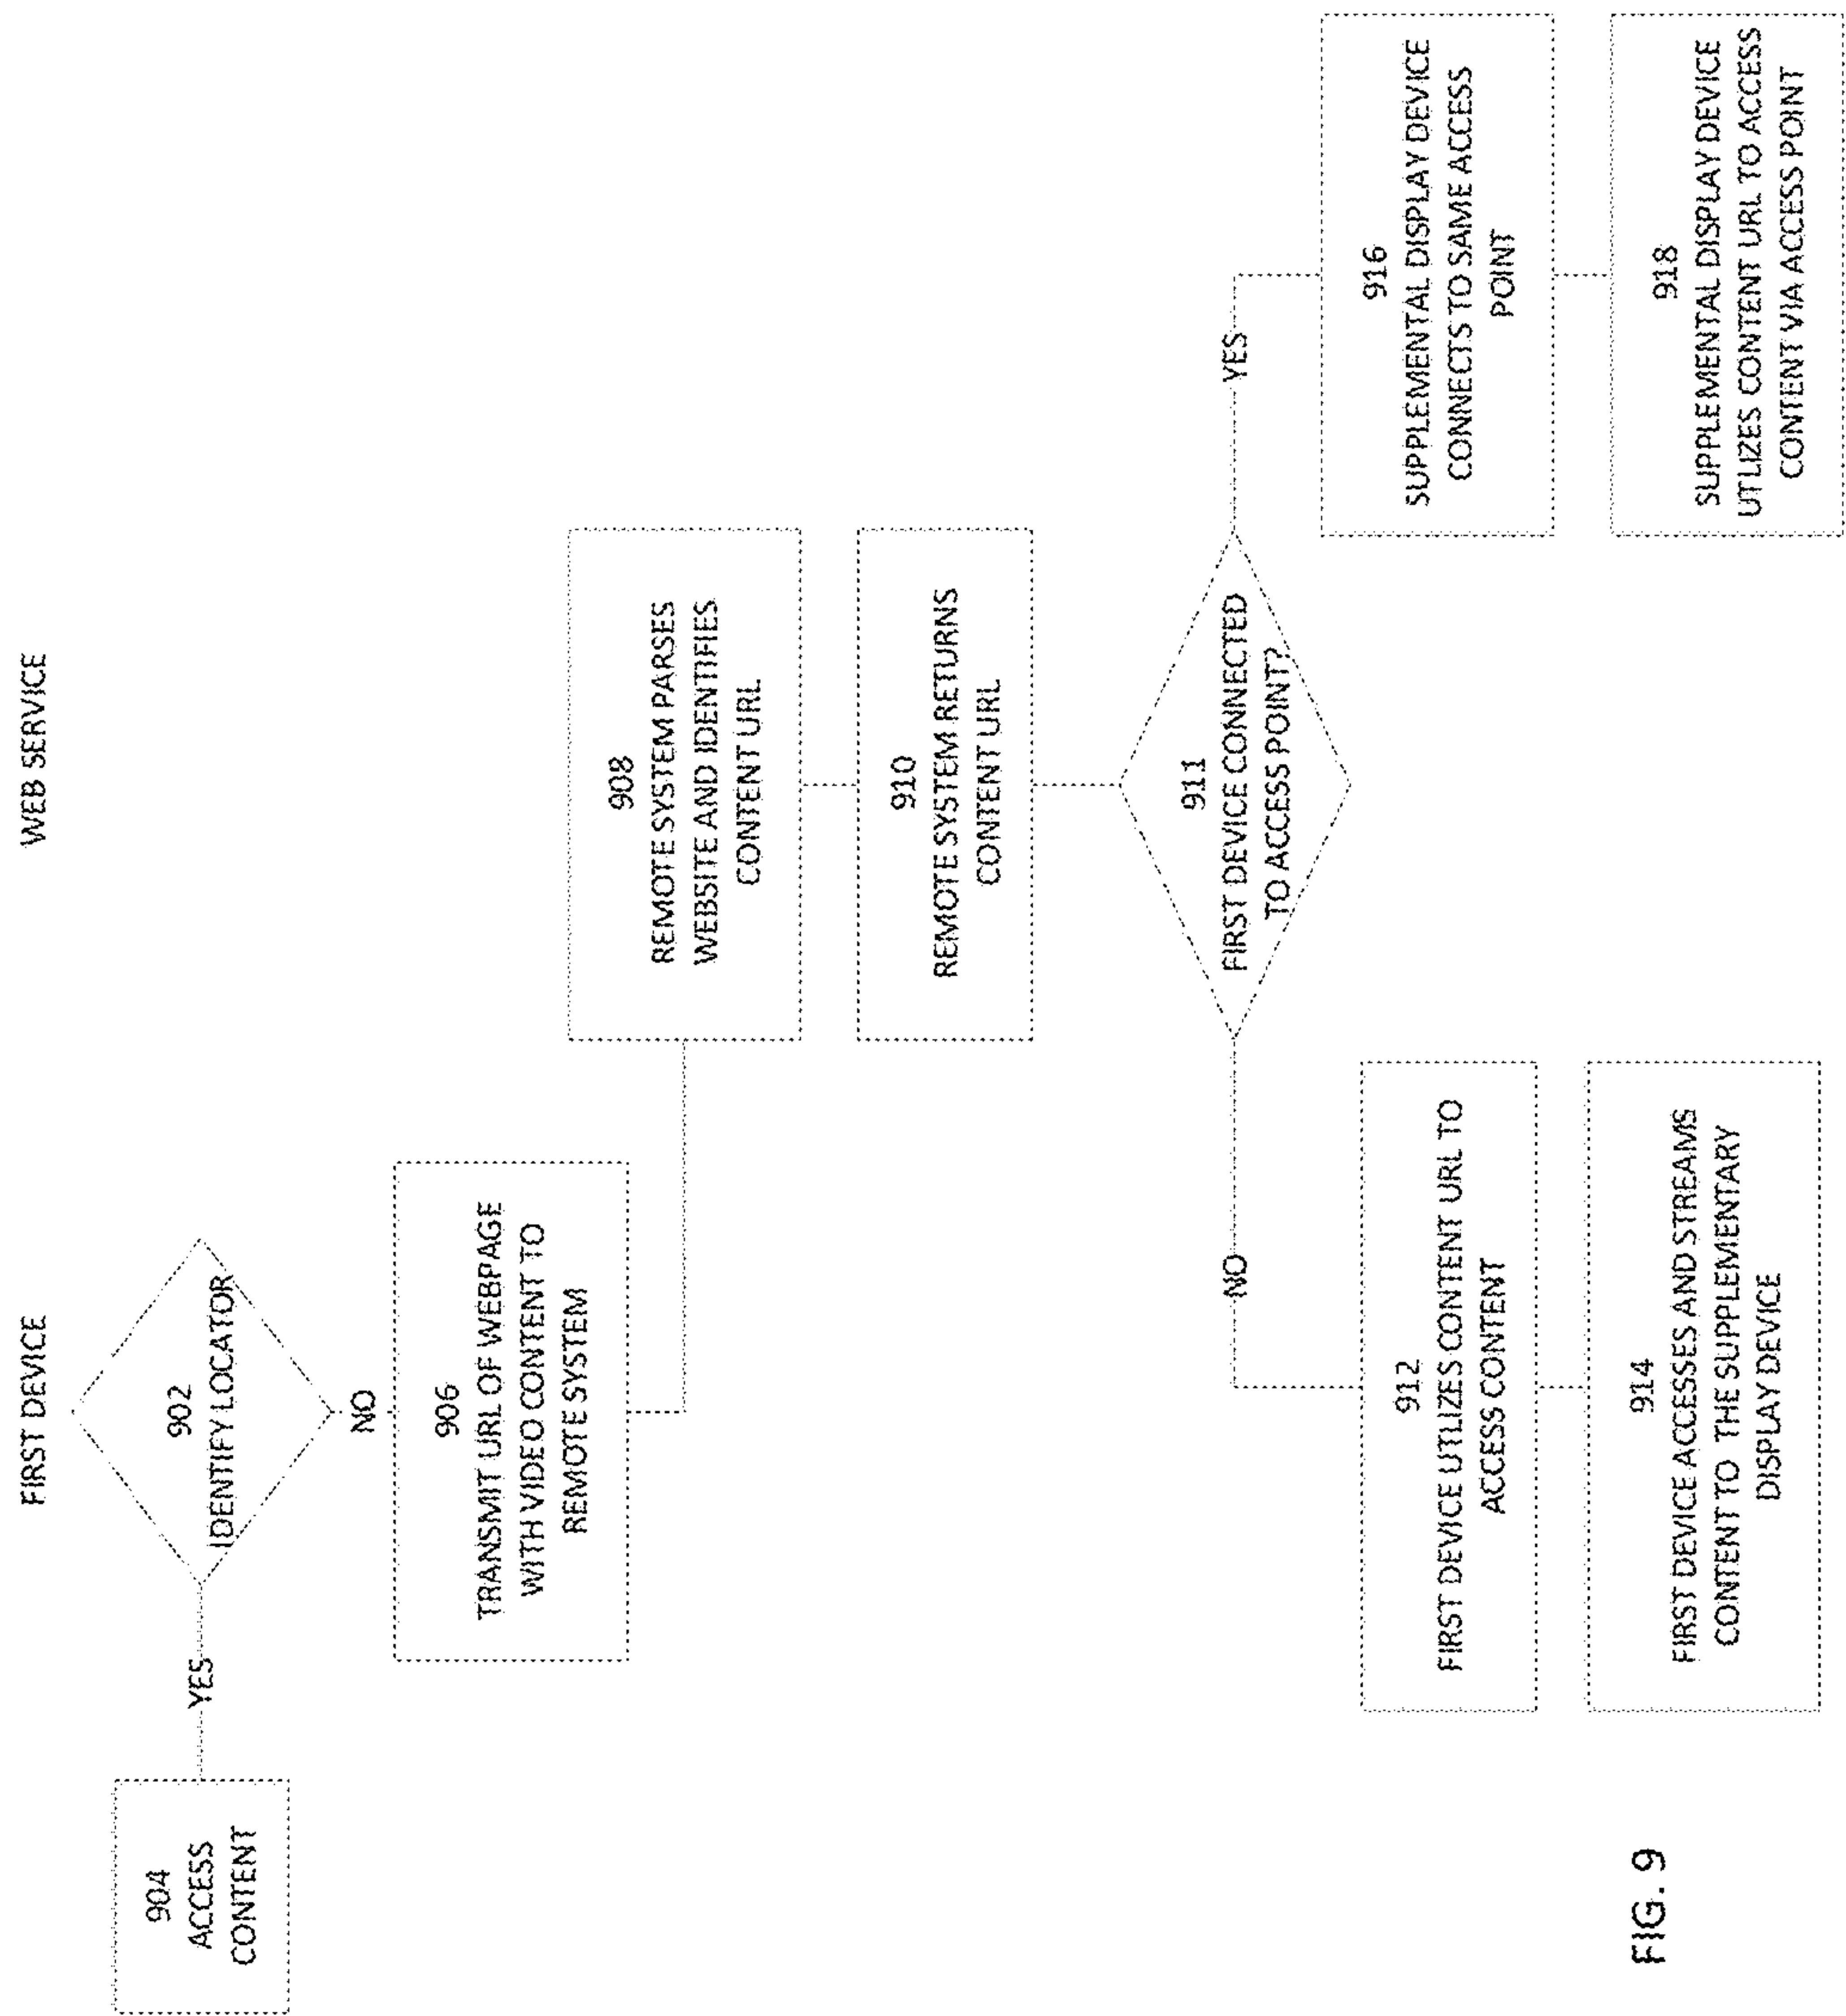 FIRST DEVICE
WEB SERVICE
904
ACCESS
CONTENT
YES
902
IDENTIFY LOCATOR
NO
906
TRANSMIT URL OF WEBPAGE
WITH VIDEO CONTENT TO
REMOTE SYSTEM
908
REMOTE SYSTEM PARSES
WEBSITE AND IDENTIFIES
CONTENT URL
910
REMOTE SYSTEM RETURNS
CONTENT URL
911
FIRST DEVICE CONNECTED
TO ACCESS POINT?
NO
YES
912
FIRST DEVICE UTLIZES CONTENT URL TO
ACCESS CONTENT
914
FIRST DEVICE ACCESSES AND STREAMS
CONTENT TO THE SUPPLEMENTARY
DISPLAY DEVICE
916
SUPPLEMENTAL DISPLAY DEVICE
CONNECTS TO SAME ACCESS
POINT
918
SUPPLEMENTAL DISPLAY DEVICE
UTLIZES CONTENT URL TO ACCESS
CONTENT VIA ACCESS POINT
FIG. 9